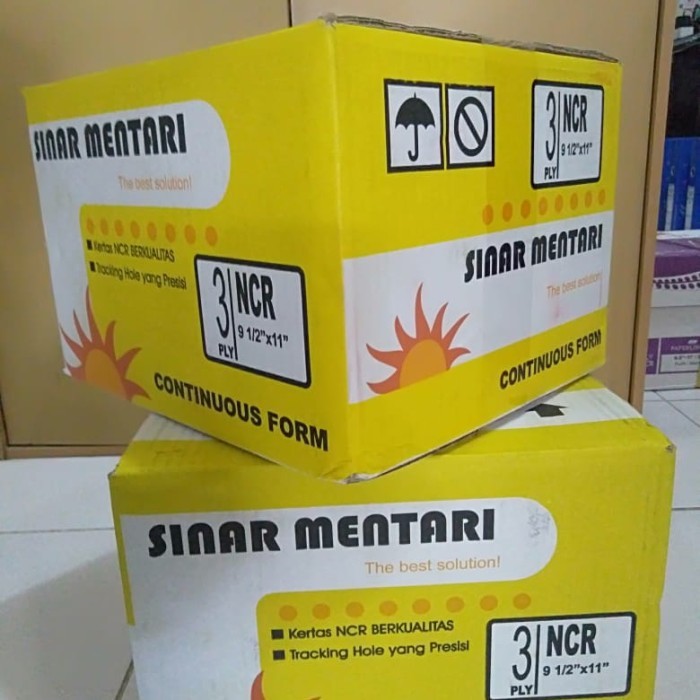 SINAR MENTARI
The best solution!
Kertas NCR BERKUALITAS
Tracking Hole yang Presisi
3 PLY
NCR
9 1/2"x11"
CONTINUOUS FORM
3 PLY
NCR
9 1/2"x11"
SINAR MENTARI
The best solution!
CONTINUOUS FORM
SINAR MENTARI
The best solution!
Kertas NCR BERKUALITAS
Tracking Hole yang Presisi
3 PLY
NCR
9 1/2"x11"